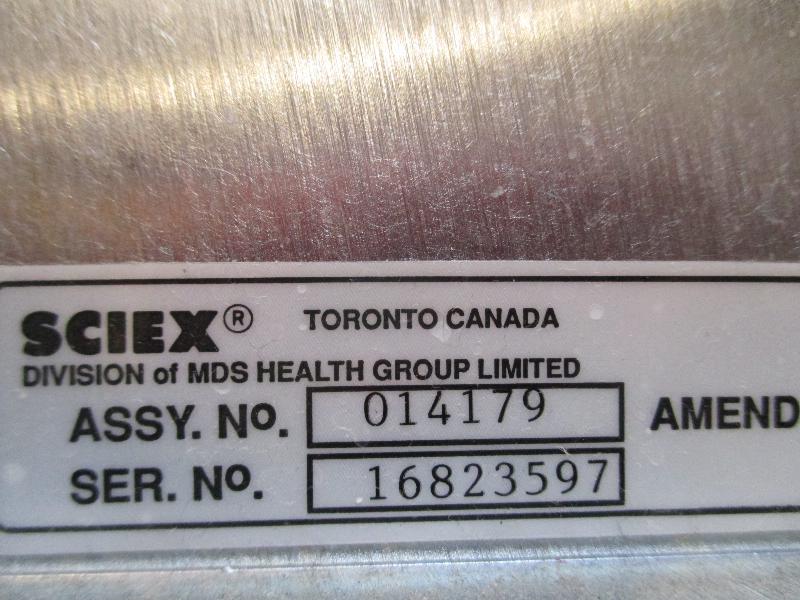 SCIEX® TORONTO CANADA
DIVISION of MDS HEALTH GROUP LIMITED
ASSY. No. 014179 AMEND
SER. No. 16823597